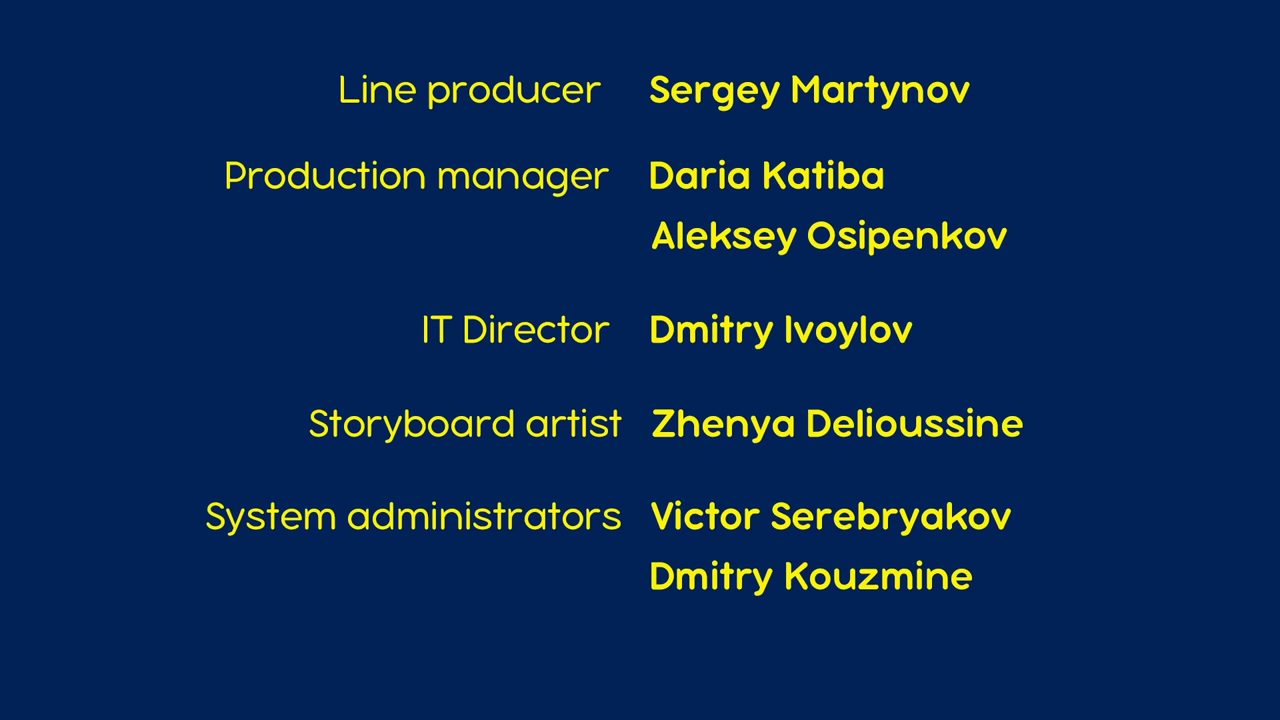 Line producer Sergey Martynov
Production manager Daria Katiba
Aleksey Osipenkov
IT Director Dmitry Ivoylov
Storyboard artist Zhenya Delioussine
System administrators Victor Serebryakov
Dmitry Kouzmine